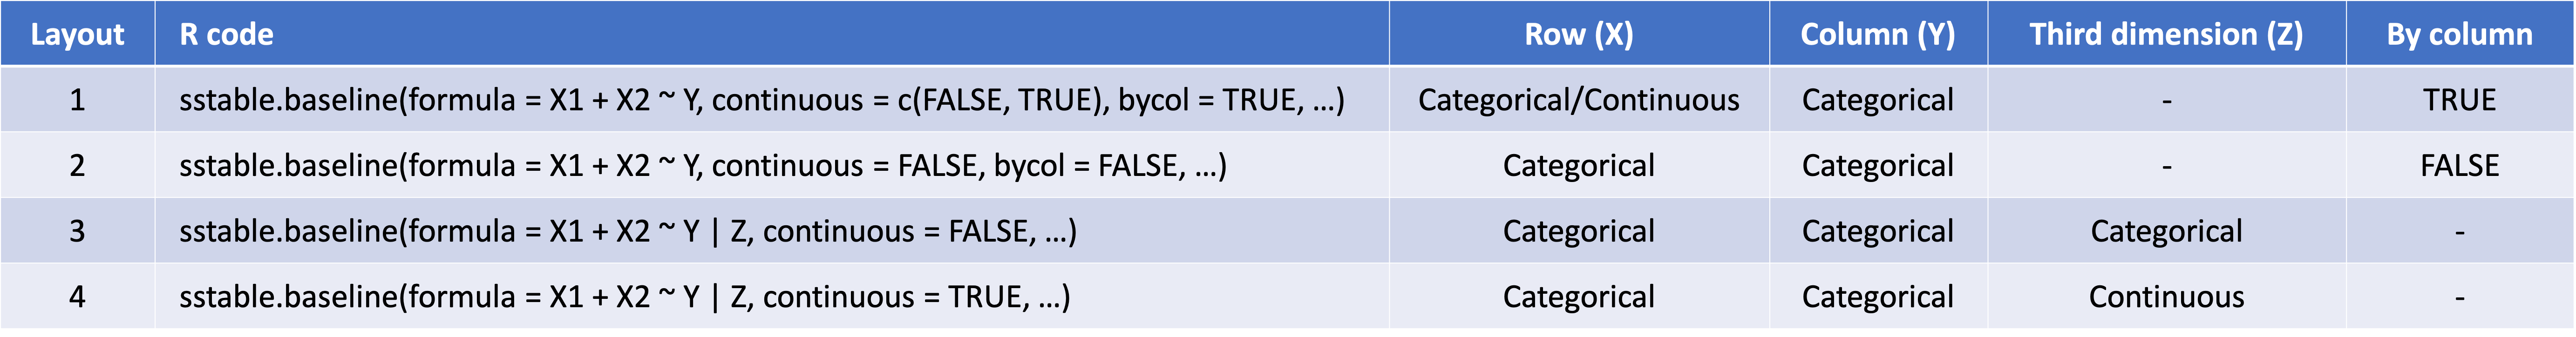 Layout R code Row (X) Column (Y) Third dimension (Z) By column
1 sstable.baseline(formula = X1 + X2 ~ Y, continuous = c(FALSE, TRUE), bycol = TRUE, …) Categorical/Continuous Categorical - TRUE
2 sstable.baseline(formula = X1 + X2 ~ Y, continuous = FALSE, bycol = FALSE, …) Categorical Categorical - FALSE
3 sstable.baseline(formula = X1 + X2 ~ Y | Z, continuous = FALSE, …) Categorical Categorical Categorical -
4 sstable.baseline(formula = X1 + X2 ~ Y | Z, continuous = TRUE, …) Categorical Categorical Continuous -